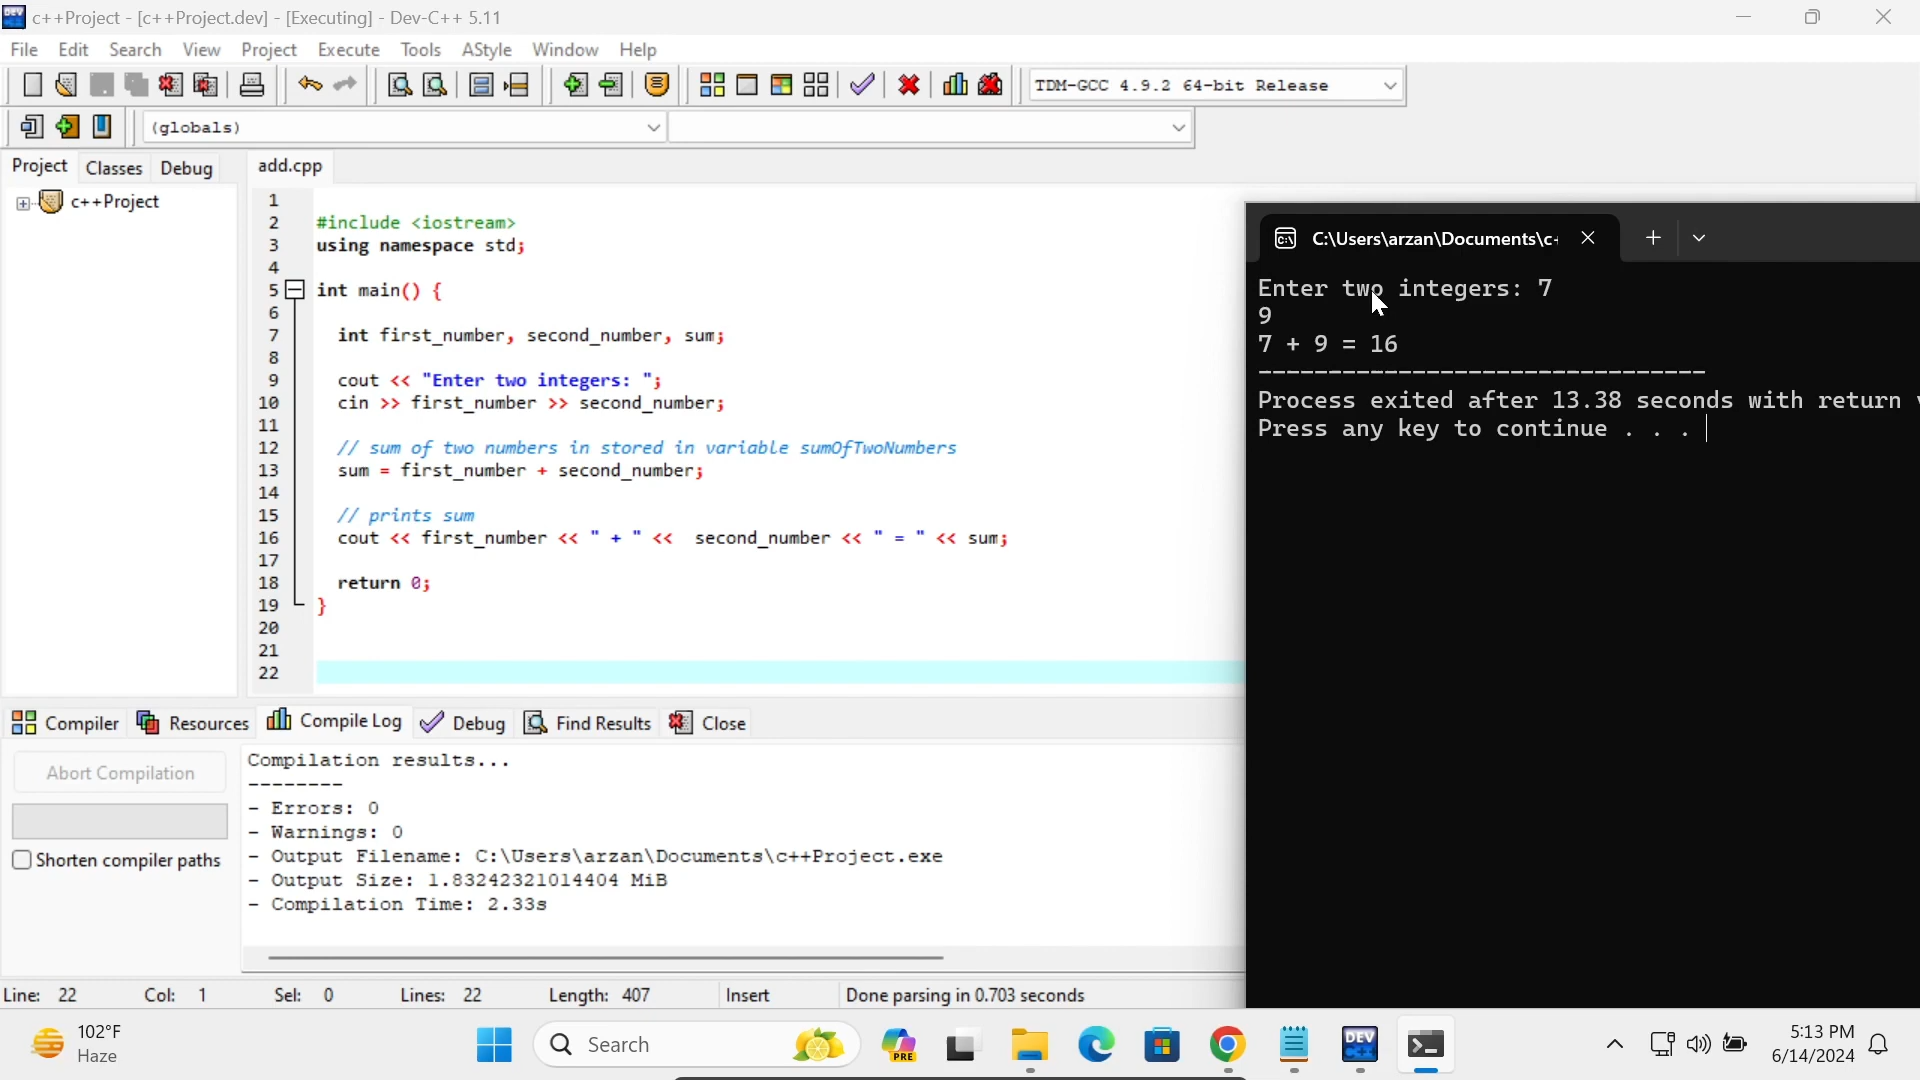 c++Project - [c++Project.dev] - [Executing] - Dev-C++ 5.11
File Edit Search View Project Execute Tools AStyle Window Help
TDM-GCC 4.9.2 64-bit Release
(globals)
Project Classes Debug
add.cpp
c++Project
1
2 #include <iostream>
3 using namespace std;
4
5 int main() {
6
7 int first_number, second_number, sum;
8
9 cout << "Enter two integers: ";
10 cin >> first_number >> second_number;
11
12 // sum of two numbers in stored in variable sumOfTwoNumbers
13 sum = first_number + second_number;
14
15 // prints sum
16 cout << first_number << " + " << second_number << " = " << sum;
17
18 return 0;
19 }
20
21
22
C:\Users\arzan\Documents\c+
Enter two integers: 7
9
7 + 9 = 16
--------------------------------
Process exited after 13.38 seconds with return
Press any key to continue . . .
Compiler Resources Compile Log Debug Find Results Close
Abort Compilation
Shorten compiler paths
Compilation results...
--------
- Errors: 0
- Warnings: 0
- Output Filename: C:\Users\arzan\Documents\c++Project.exe
- Output Size: 1.83242321014404 MiB
- Compilation Time: 2.33s
Line: 22 Col: 1 Sel: 0 Lines: 22 Length: 407 Insert Done parsing in 0.703 seconds
102°F
Haze
Search
PRE
DEV
C++
5:13 PM
6/14/2024